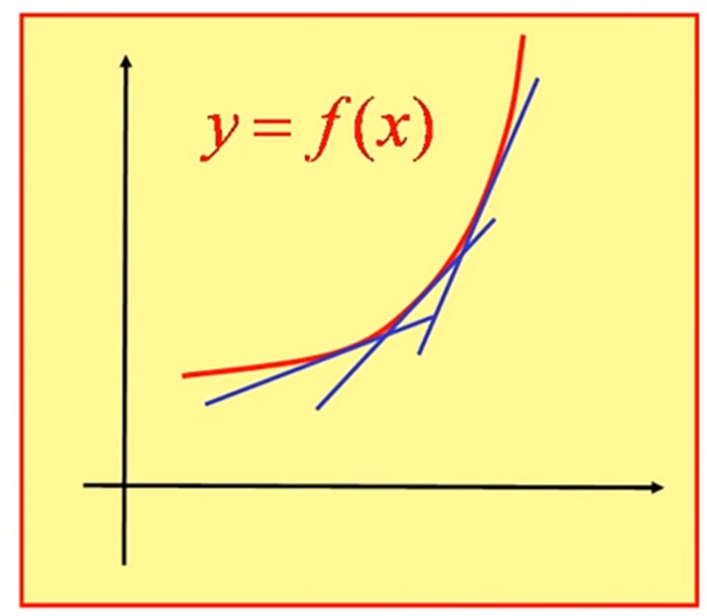 y = f(x)